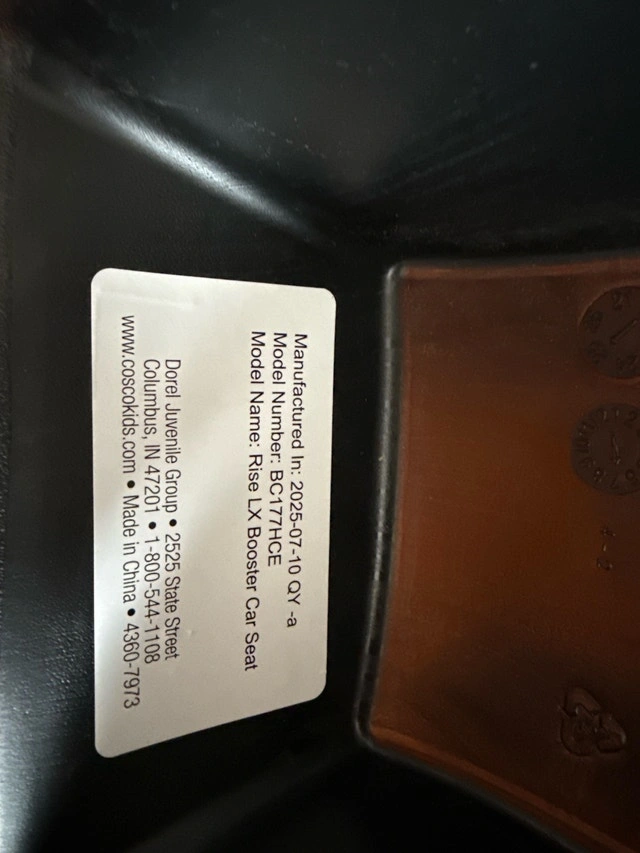 Manufactured In: 2025-07-10 QY -a
Model Number: BC177HCE
Model Name: Rise LX Booster Car Seat
Dorel Juvenile Group • 2525 State Street
Columbus, IN 47201 • 1-800-544-1108
www.coscokids.com • Made in China • 4360-7973